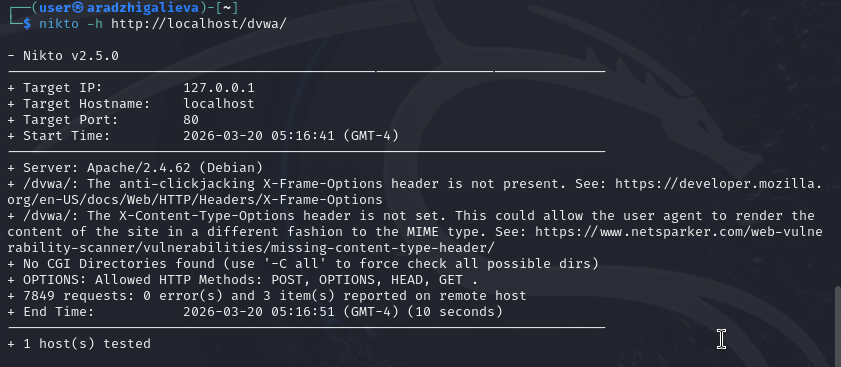 ┌──(user㉿aradzhigalieva)-[~]
└─$ nikto -h http://localhost/dvwa/
- Nikto v2.5.0
---------------------------------------------------------------------------
+ Target IP:          127.0.0.1
+ Target Hostname:    localhost
+ Target Port:        80
+ Start Time:         2026-03-20 05:16:41 (GMT-4)
---------------------------------------------------------------------------
+ Server: Apache/2.4.62 (Debian)
+ /dvwa/: The anti-clickjacking X-Frame-Options header is not present. See: https://developer.mozilla.
org/en-US/docs/Web/HTTP/Headers/X-Frame-Options
+ /dvwa/: The X-Content-Type-Options header is not set. This could allow the user agent to render the
content of the site in a different fashion to the MIME type. See: https://www.netsparker.com/web-vulne
rability-scanner/vulnerabilities/missing-content-type-header/
+ No CGI Directories found (use '-C all' to force check all possible dirs)
+ OPTIONS: Allowed HTTP Methods: POST, OPTIONS, HEAD, GET .
+ 7849 requests: 0 error(s) and 3 item(s) reported on remote host
+ End Time:           2026-03-20 05:16:51 (GMT-4) (10 seconds)
---------------------------------------------------------------------------
+ 1 host(s) tested